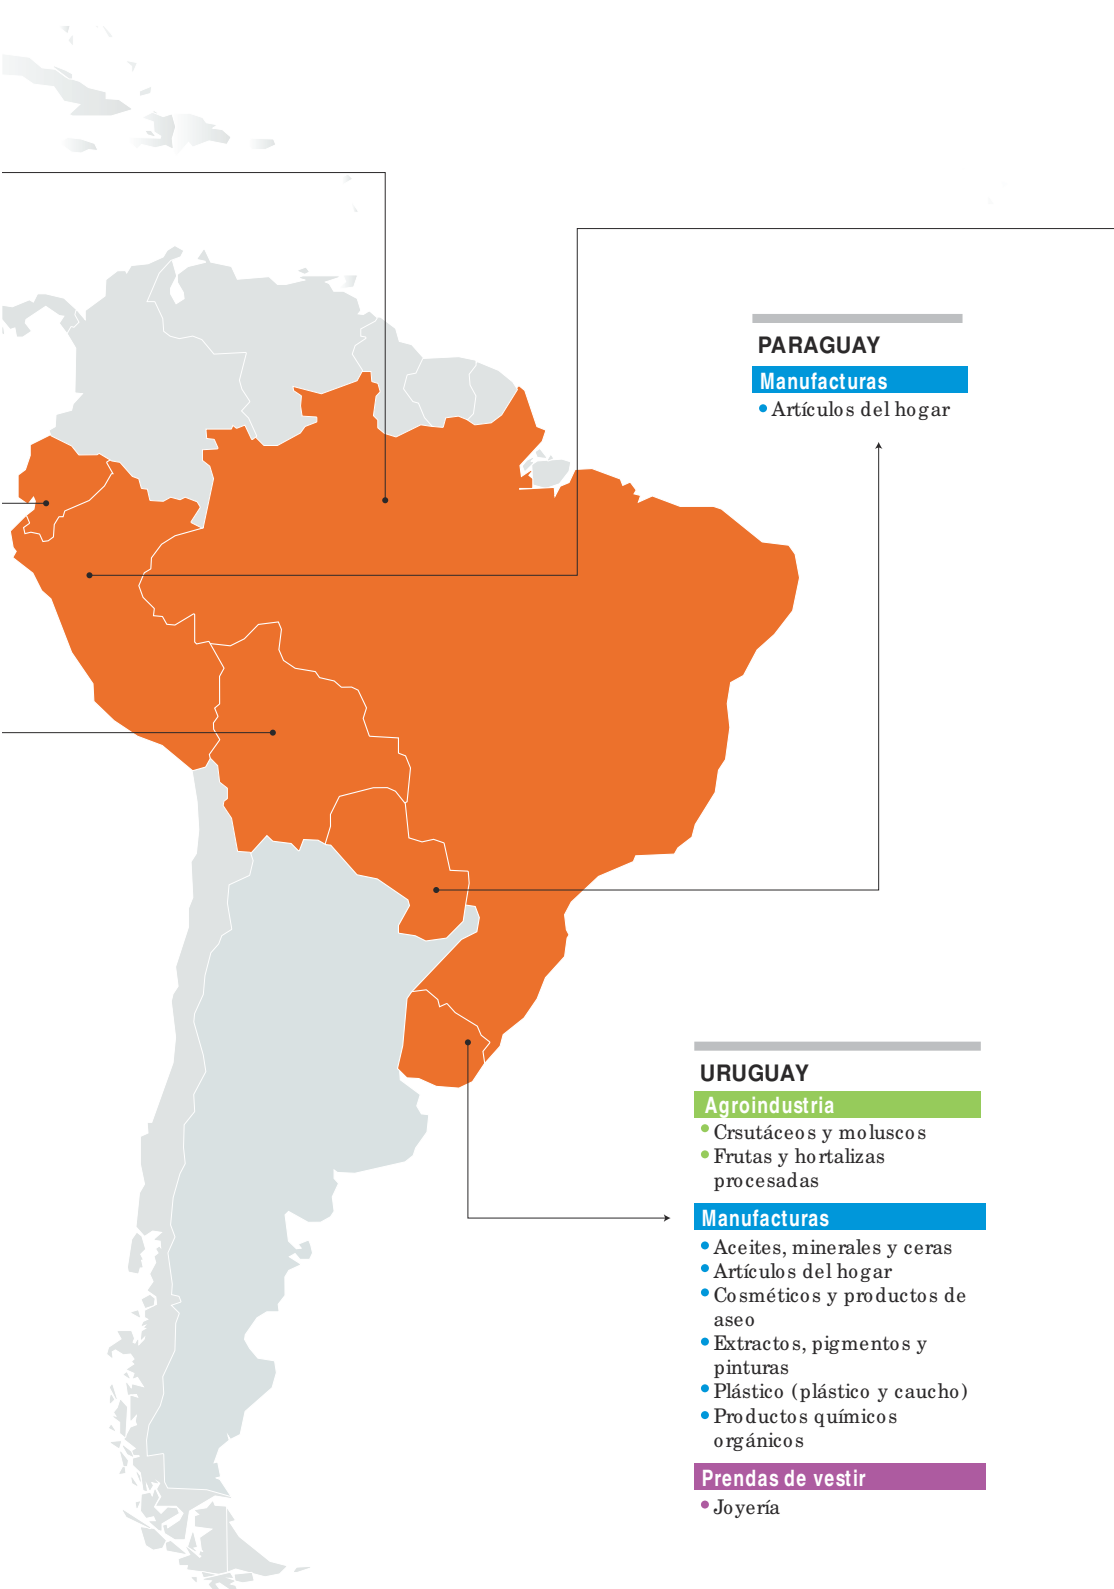 PARAGUAY
Manufacturas
• Artículos del hogar
URUGUAY
Agroindustria
• Crsutáceos y moluscos
• Frutas y hortalizas
procesadas
Manufacturas
• Aceites, minerales y ceras
• Artículos del hogar
• Cosméticos y productos de
aseo
• Extractos, pigmentos y
pinturas
• Plástico (plástico y caucho)
• Productos químicos
orgánicos
Prendas de vestir
• Joyería